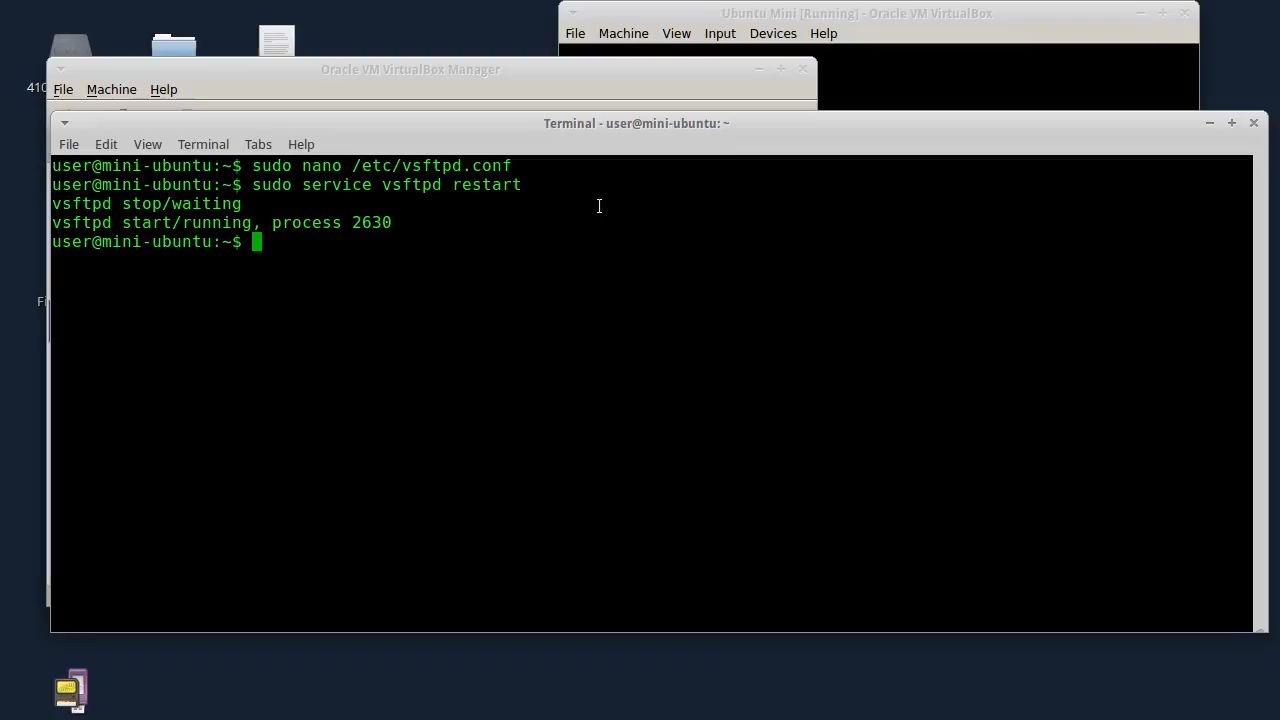 Ubuntu Mini [Running] - Oracle VM VirtualBox
File Machine View Input Devices Help
Oracle VM VirtualBox Manager
File Machine Help
410
Terminal - user@mini-ubuntu: ~
File Edit View Terminal Tabs Help
user@mini-ubuntu:~$ sudo nano /etc/vsftpd.conf
user@mini-ubuntu:~$ sudo service vsftpd restart
vsftpd stop/waiting
vsftpd start/running, process 2630
user@mini-ubuntu:~$
Fi